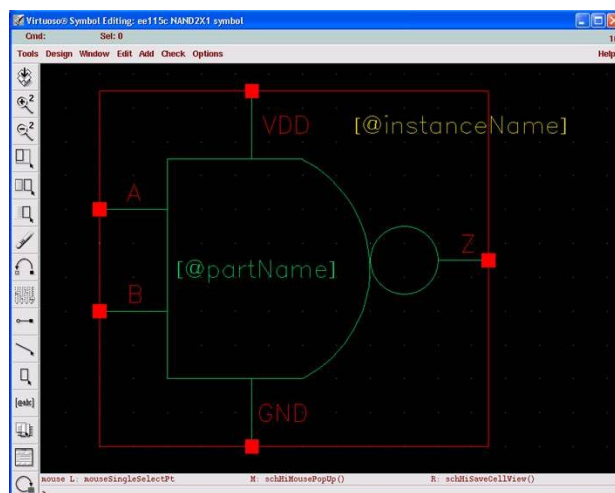 Virtuoso® Symbol Editing: ee115c NAND2X1 symbol
Cmd: Sel: 0
Tools Design Window Edit Add Check Options Help
VDD
[@instanceName]
A
Z
[@partName]
B
GND
[@abc]
mouse L: mouseSingleSelectPt M: schHiMousePopUp() R: schHiSaveCellView()
>